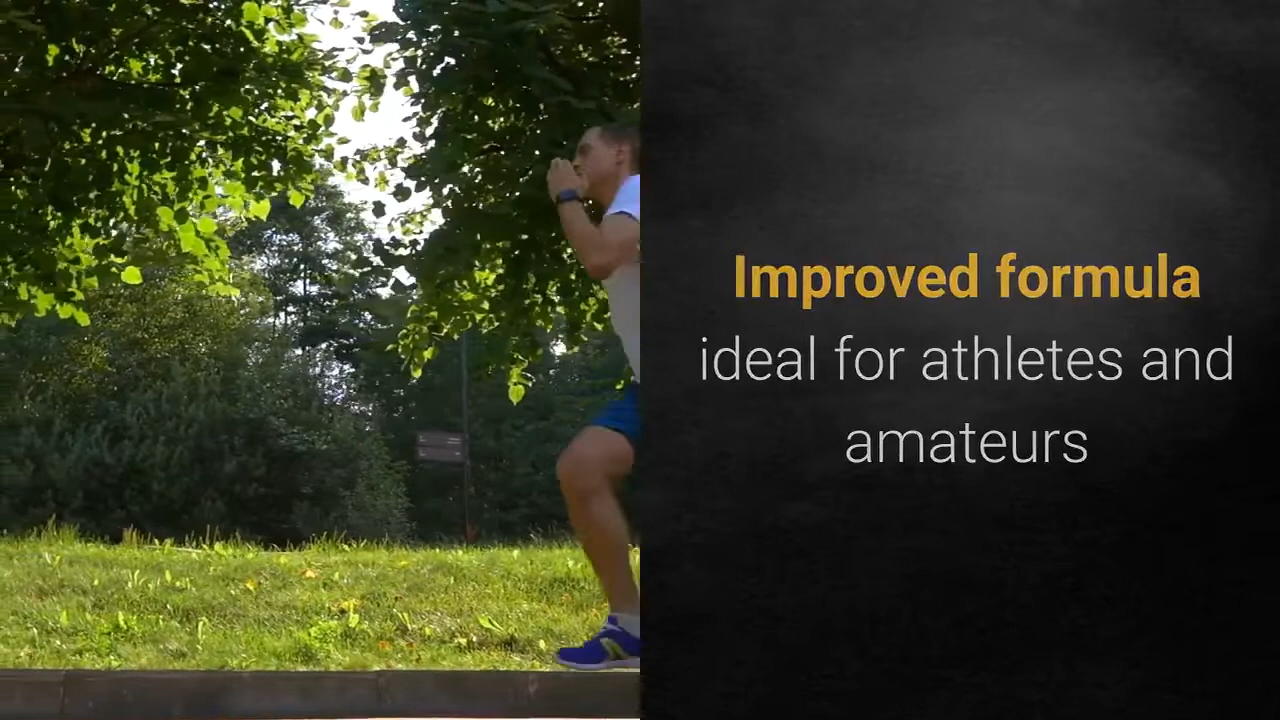 Improved formula
ideal for athletes and
amateurs